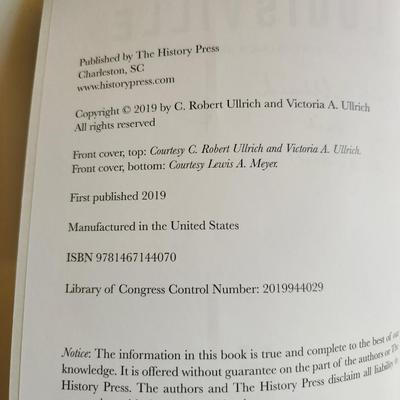 Published by The History Press
Charleston, SC
www.historypress.com
Copyright © 2019 by C. Robert Ullrich and Victoria A. Ullrich
All rights reserved
Front cover, top: Courtesy C. Robert Ullrich and Victoria A. Ullrich.
Front cover, bottom: Courtesy Lewis A. Meyer.
First published 2019
Manufactured in the United States
ISBN 9781467144070
Library of Congress Control Number: 2019944029
Notice: The information in this book is true and complete to the best of our
knowledge. It is offered without guarantee on the part of the authors or The
History Press. The authors and The History Press disclaim all liability in